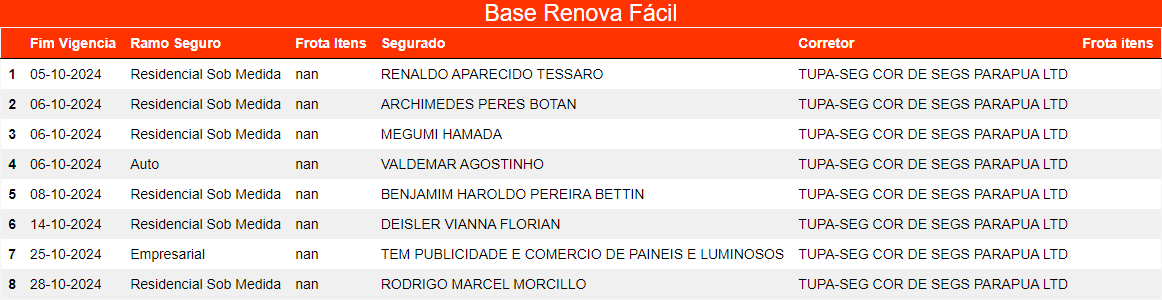 Base Renova Fácil
Fim Vigencia Ramo Seguro Frota Itens Segurado Corretor Frota itens
1 05-10-2024 Residencial Sob Medida nan RENALDO APARECIDO TESSARO TUPA-SEG COR DE SEGS PARAPUA LTD
2 06-10-2024 Residencial Sob Medida nan ARCHIMEDES PERES BOTAN TUPA-SEG COR DE SEGS PARAPUA LTD
3 06-10-2024 Residencial Sob Medida nan MEGUMI HAMADA TUPA-SEG COR DE SEGS PARAPUA LTD
4 06-10-2024 Auto nan VALDEMAR AGOSTINHO TUPA-SEG COR DE SEGS PARAPUA LTD
5 08-10-2024 Residencial Sob Medida nan BENJAMIM HAROLDO PEREIRA BETTIN TUPA-SEG COR DE SEGS PARAPUA LTD
6 14-10-2024 Residencial Sob Medida nan DEISLER VIANNA FLORIAN TUPA-SEG COR DE SEGS PARAPUA LTD
7 25-10-2024 Empresarial nan TEM PUBLICIDADE E COMERCIO DE PAINEIS E LUMINOSOS TUPA-SEG COR DE SEGS PARAPUA LTD
8 28-10-2024 Residencial Sob Medida nan RODRIGO MARCEL MORCILLO TUPA-SEG COR DE SEGS PARAPUA LTD